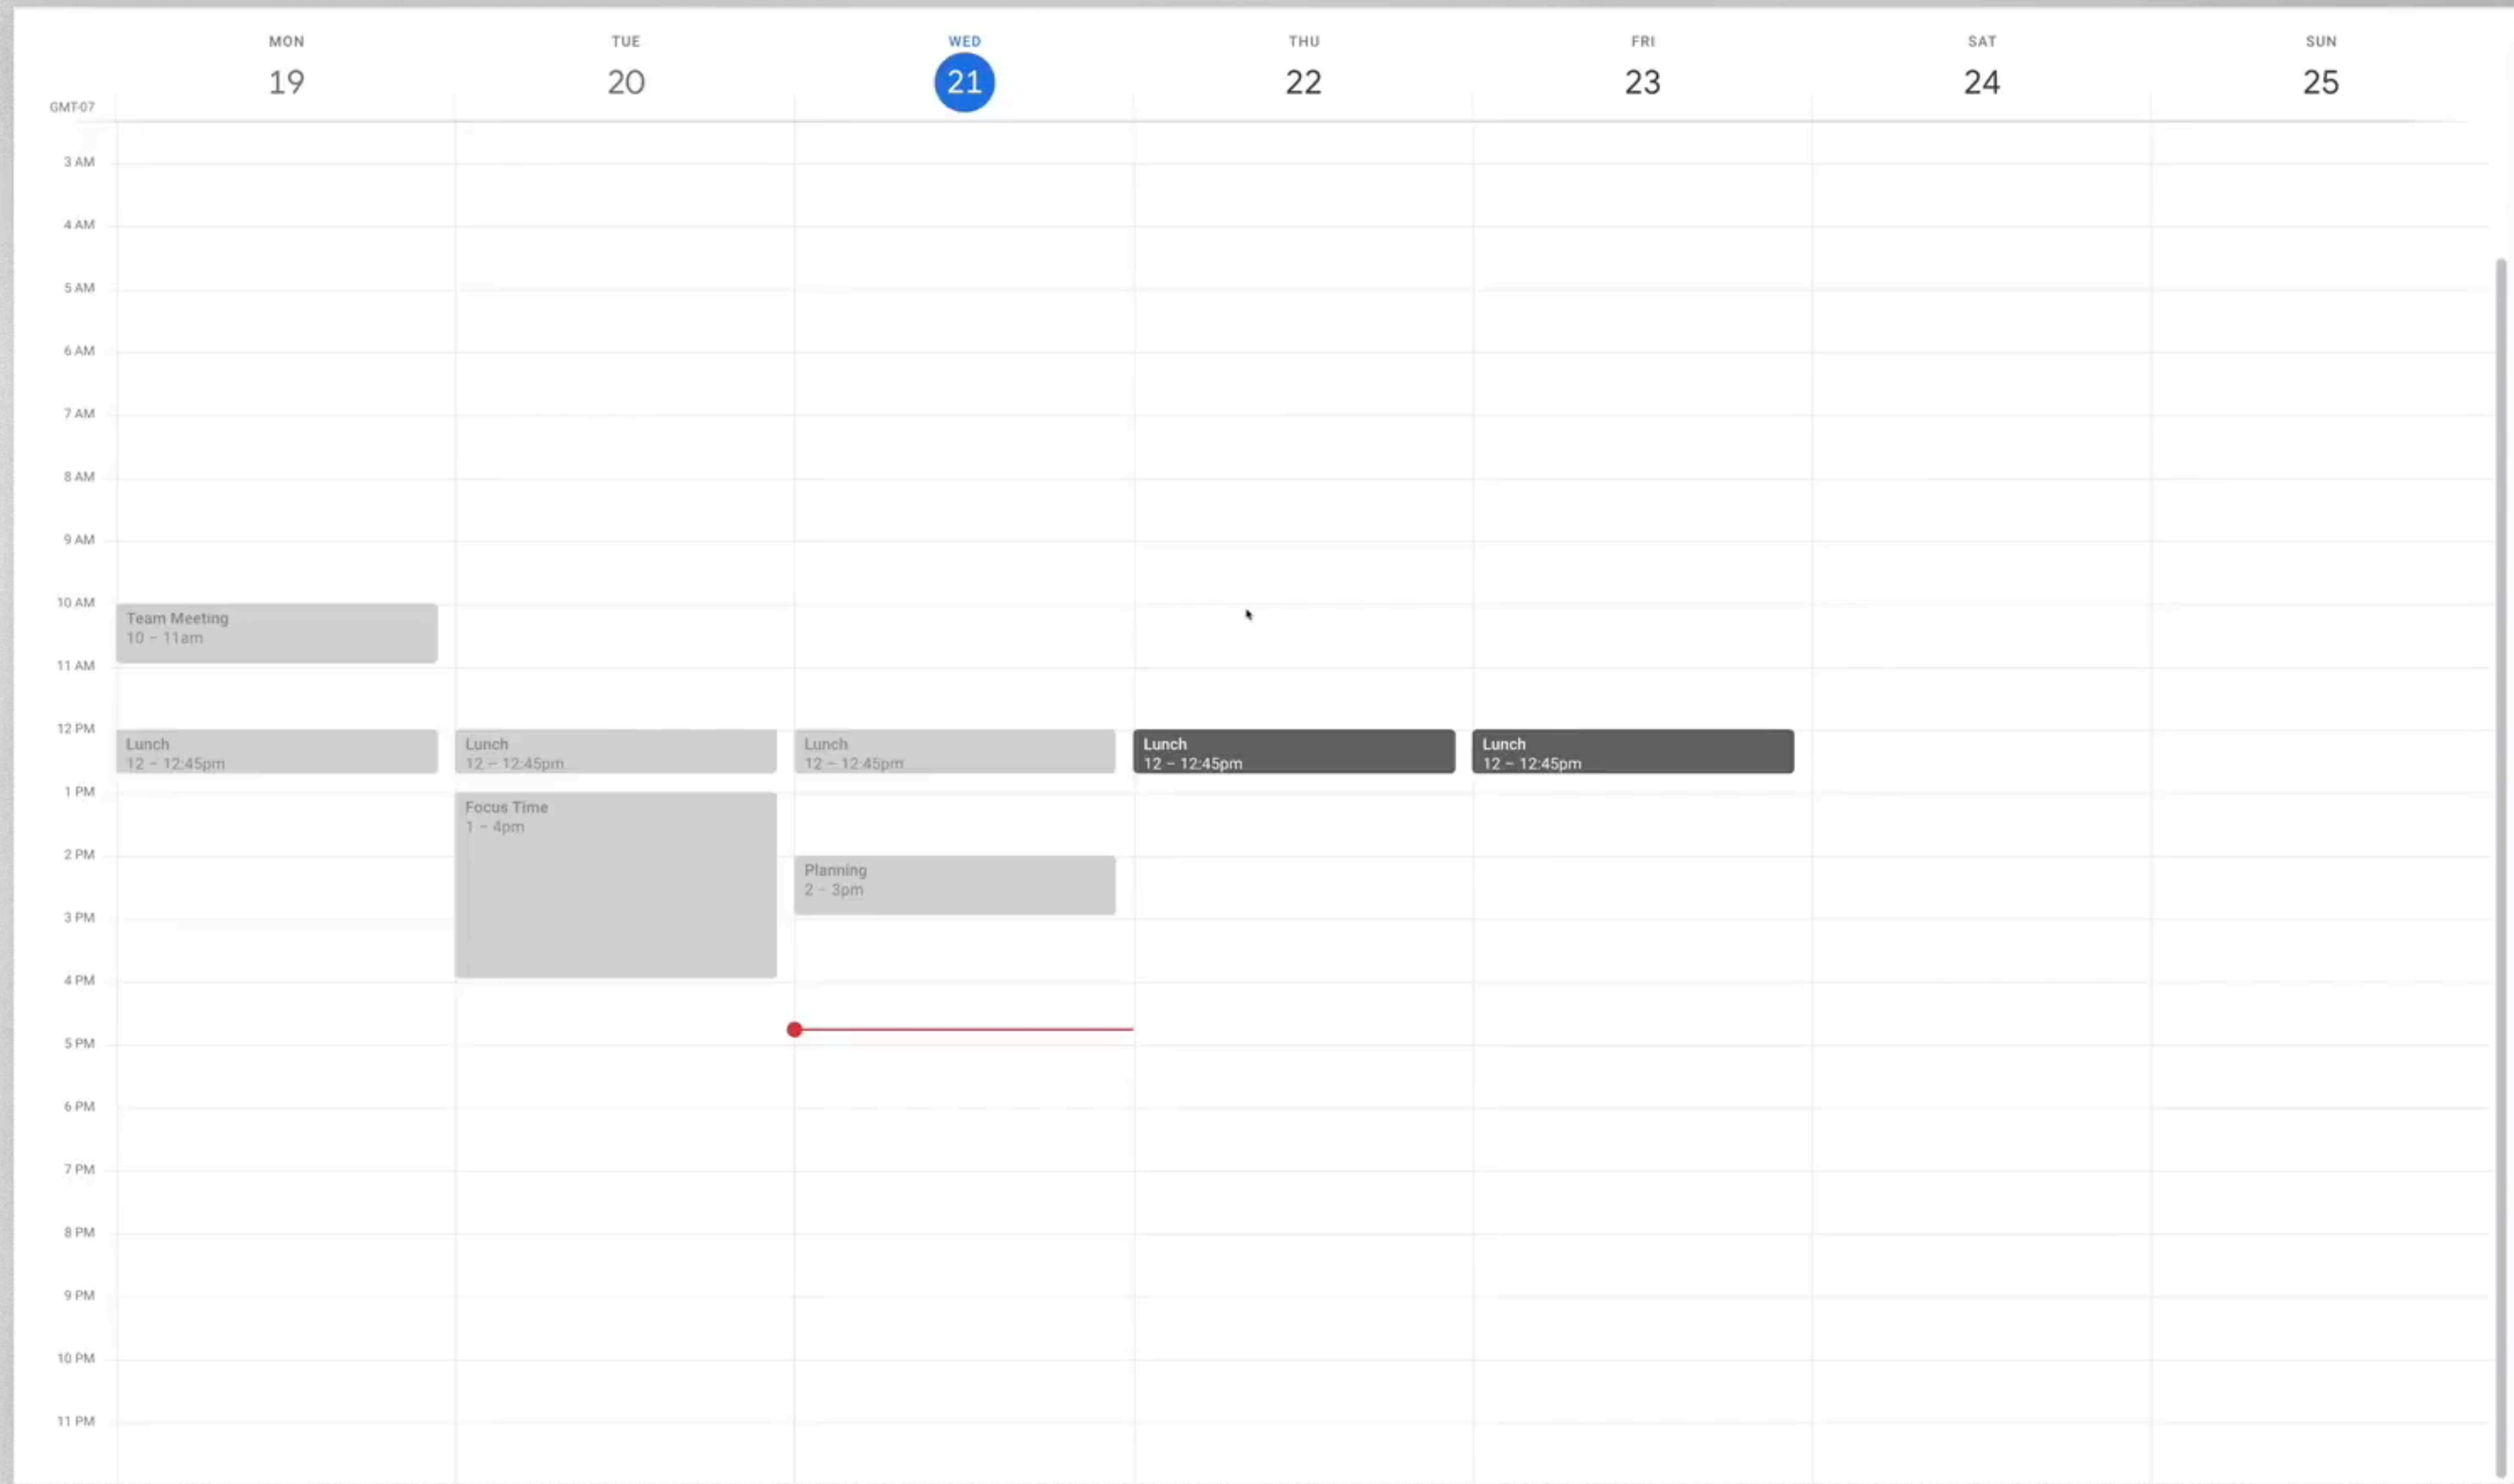 MON
TUE
WED
THU
FRI
SAT
SUN
19
20
21
22
23
24
25
GMT-07
3 AM
4 AM
5 AM
6 AM
7 AM
8 AM
9 AM
10 AM
Team Meeting
10 – 11am
11 AM
12 PM
Lunch
12 – 12:45pm
Lunch
12 – 12:45pm
Lunch
12 – 12:45pm
Lunch
12 – 12:45pm
Lunch
12 – 12:45pm
1 PM
Focus Time
1 – 4pm
2 PM
Planning
2 – 3pm
3 PM
4 PM
5 PM
6 PM
7 PM
8 PM
9 PM
10 PM
11 PM